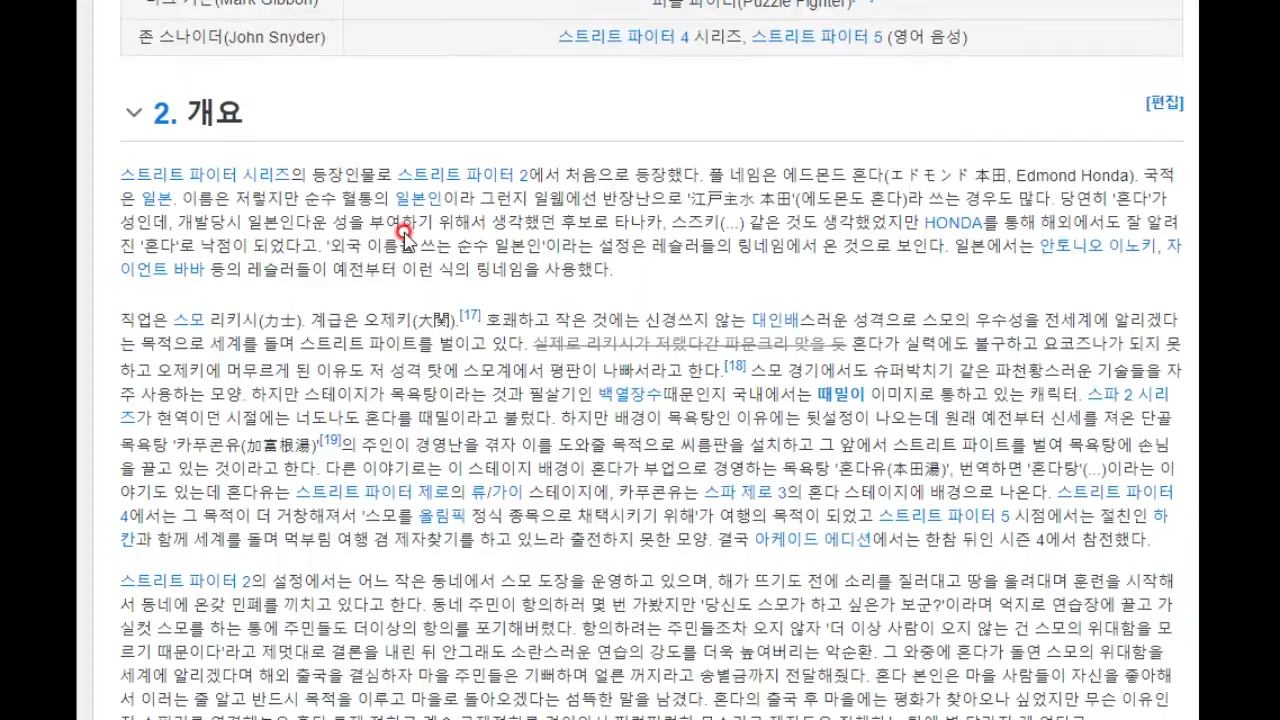 마크 기본(Mark Gibbon) 퍼즐 파이터(Puzzle Fighter)
존 스나이더(John Snyder) 스트리트 파이터 4 시리즈, 스트리트 파이터 5 (영어 음성)
2. 개요 [편집]
스트리트 파이터 시리즈의 등장인물로 스트리트 파이터 2에서 처음으로 등장했다. 풀 네임은 에드몬드 혼다(エドモンド 本田, Edmond Honda). 국적
은 일본. 이름은 저렇지만 순수 혈통의 일본인이라 그런지 일웹에선 반장난으로 '江戸主水 本田'(에도몬도 혼다)라 쓰는 경우도 많다. 당연히 '혼다'가
성인데, 개발당시 일본인다운 성을 부여하기 위해서 생각했던 후보로 타나카, 스즈키(...) 같은 것도 생각했었지만 HONDA를 통해 해외에서도 잘 알려
진 '혼다'로 낙점이 되었다고. '외국 이름을 쓰는 순수 일본인'이라는 설정은 레슬러들의 링네임에서 온 것으로 보인다. 일본에서는 안토니오 이노키, 자
이언트 바바 등의 레슬러들이 예전부터 이런 식의 링네임을 사용했다.
직업은 스모 리키시(力士). 계급은 오제키(大関).[17] 호쾌하고 작은 것에는 신경쓰지 않는 대인배스러운 성격으로 스모의 우수성을 전세계에 알리겠다
는 목적으로 세계를 돌며 스트리트 파이트를 벌이고 있다. 실제로 리키시가 저랬다간 파문크리 맛을 듯 혼다가 실력에도 불구하고 요코즈나가 되지 못
하고 오제키에 머무르게 된 이유도 저 성격 탓에 스모계에서 평판이 나빠서라고 한다.[18] 스모 경기에서도 슈퍼박치기 같은 파천황스러운 기술들을 자
주 사용하는 모양. 하지만 스테이지가 목욕탕이라는 것과 필살기인 백열장수때문인지 국내에서는 때밀이 이미지로 통하고 있는 캐릭터. 스파 2 시리
즈가 현역이던 시절에는 너도나도 혼다를 때밀이라고 불렀다. 하지만 배경이 목욕탕인 이유에는 뒷설정이 나오는데 원래 예전부터 신세를 져온 단골
목욕탕 '카푸콘유(加富根湯)'[19]의 주인이 경영난을 겪자 이를 도와줄 목적으로 씨름판을 설치하고 그 앞에서 스트리트 파이트를 벌여 목욕탕에 손님
을 끌고 있는 것이라고 한다. 다른 이야기로는 이 스테이지 배경이 혼다가 부업으로 경영하는 목욕탕 '혼다유(本田湯)', 번역하면 '혼다탕'(...)이라는 이
야기도 있는데 혼다유는 스트리트 파이터 제로의 류/가이 스테이지에, 카푸콘유는 스파 제로 3의 혼다 스테이지에 배경으로 나온다. 스트리트 파이터
4에서는 그 목적이 더 거창해져서 '스모를 올림픽 정식 종목으로 채택시키기 위해'가 여행의 목적이 되었고 스트리트 파이터 5 시점에서는 절친인 하
칸과 함께 세계를 돌며 먹부림 여행 겸 제자찾기를 하고 있느라 출전하지 못한 모양. 결국 아케이드 에디션에서는 한참 뒤인 시즌 4에서 참전했다.
스트리트 파이터 2의 설정에서는 어느 작은 동네에서 스모 도장을 운영하고 있으며, 해가 뜨기도 전에 소리를 질러대고 땅을 울려대며 훈련을 시작해
서 동네에 온갖 민폐를 끼치고 있다고 한다. 동네 주민이 항의하러 몇 번 가봤지만 '당신도 스모가 하고 싶은가 보군?'이라며 억지로 연습장에 끌고 가
실컷 스모를 하는 통에 주민들도 더이상의 항의를 포기해버렸다. 항의하려는 주민들조차 오지 않자 '더 이상 사람이 오지 않는 건 스모의 위대함을 모
르기 때문이다'라고 제멋대로 결론을 내린 뒤 안그래도 소란스러운 연습의 강도를 더욱 높여버리는 악순환. 그 와중에 혼다가 돌연 스모의 위대함을
세계에 알리겠다며 해외 출국을 결심하자 마을 주민들은 기뻐하며 얼른 꺼지라고 송별금까지 전달해줬다. 혼다 본인은 마을 사람들이 자신을 좋아해
서 이러는 줄 알고 반드시 목적을 이루고 마을로 돌아오겠다는 섬뜩한 말을 남겼다. 혼다의 출국 후 마을에는 평화가 찾아오나 싶었지만 무슨 이유인